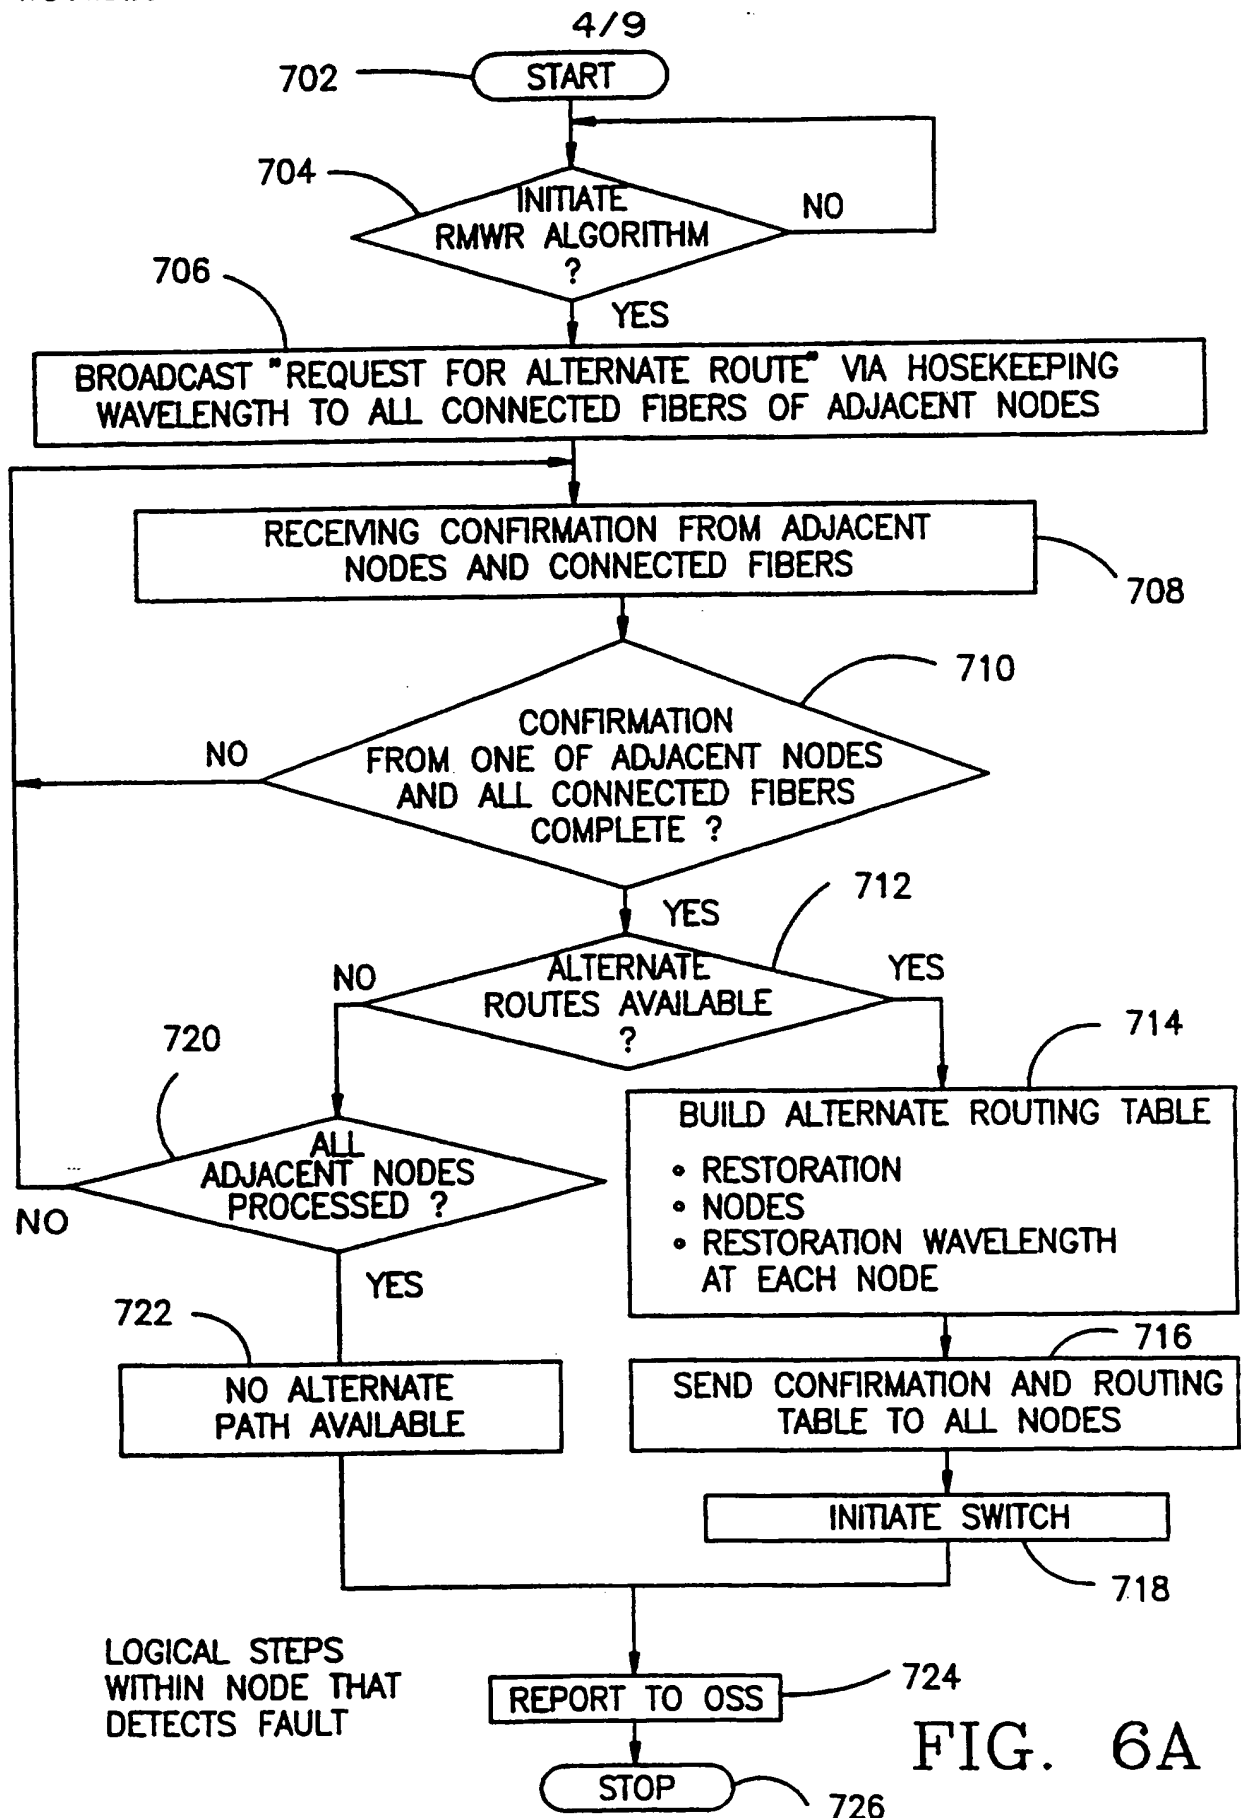 4/9
702
START
704
INITIATE
RMWR ALGORITHM
?
NO
706
YES
BROADCAST "REQUEST FOR ALTERNATE ROUTE" VIA HOSEKEEPING
WAVELENGTH TO ALL CONNECTED FIBERS OF ADJACENT NODES
RECEIVING CONFIRMATION FROM ADJACENT
NODES AND CONNECTED FIBERS
708
710
CONFIRMATION
FROM ONE OF ADJACENT NODES
AND ALL CONNECTED FIBERS
COMPLETE ?
NO
YES
712
ALTERNATE
ROUTES AVAILABLE
?
NO
YES
720
ALL
ADJACENT NODES
PROCESSED ?
NO
YES
714
BUILD ALTERNATE ROUTING TABLE
• RESTORATION
• NODES
• RESTORATION WAVELENGTH
AT EACH NODE
722
NO ALTERNATE
PATH AVAILABLE
716
SEND CONFIRMATION AND ROUTING
TABLE TO ALL NODES
INITIATE SWITCH
718
LOGICAL STEPS
WITHIN NODE THAT
DETECTS FAULT
REPORT TO OSS
724
STOP
726
FIG. 6A